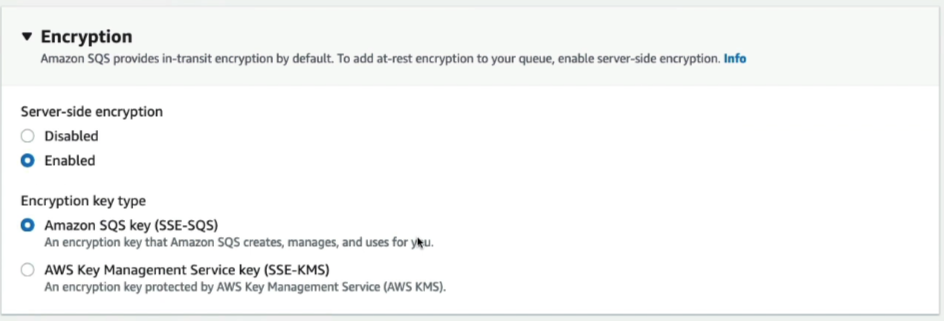 Encryption
Amazon SQS provides in-transit encryption by default. To add at-rest encryption to your queue, enable server-side encryption. Info
Server-side encryption
Disabled
Enabled
Encryption key type
Amazon SQS key (SSE-SQS)
An encryption key that Amazon SQS creates, manages, and uses for you.
AWS Key Management Service key (SSE-KMS)
An encryption key protected by AWS Key Management Service (AWS KMS).